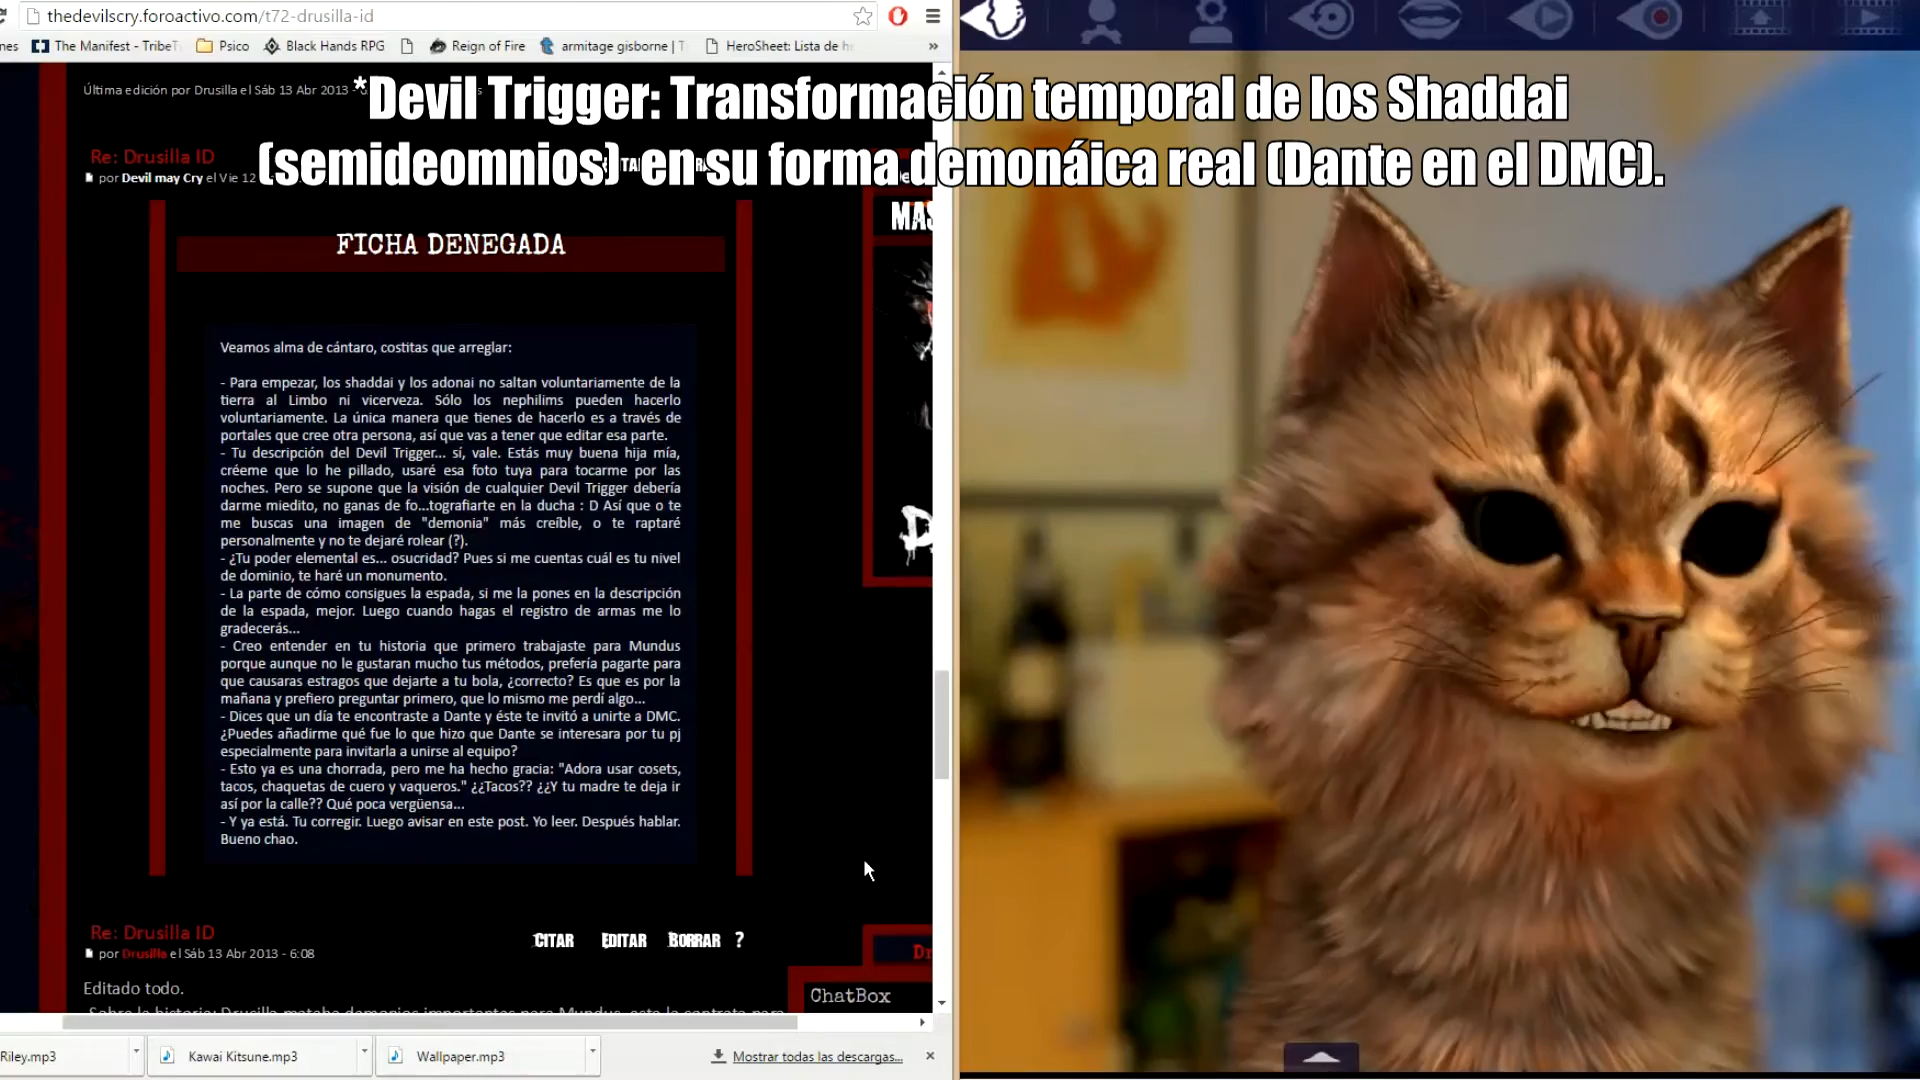 thedevilscry.foroactivo.com/t72-drusilla-id
The Manifest - TribeT
Psico
Black Hands RPG
Reign of Fire
armitage gisborne | T
HeroSheet: Lista de h
»
*Devil Trigger: Transformación temporal de los Shaddai
(semideomnios) en su forma demonáica real (Dante en el DMC).
Última edición por Drusilla el Sáb 13 Abr 2013 -
Re: Drusilla ID
por Devil may Cry el Vie 12
MAS
FICHA DENEGADA
Veamos alma de cántaro, costitas que arreglar:
- Para empezar, los shaddai y los adonai no saltan voluntariamente de la
tierra al Limbo ni vicerveza. Sólo los nephilims pueden hacerlo
voluntariamente. La única manera que tienes de hacerlo es a través de
portales que cree otra persona, así que vas a tener que editar esa parte.
- Tu descripción del Devil Trigger... sí, vale. Estás muy buena hija mía,
créeme que lo he pillado, usaré esa foto tuya para tocarme por las
noches. Pero se supone que la visión de cualquier Devil Trigger debería
darme miedito, no ganas de fo...tografiarte en la ducha : D Así que o te
me buscas una imagen de "demonia" más creíble, o te raptaré
personalmente y no te dejaré rolear (?).
- ¿Tu poder elemental es... osucridad? Pues si me cuentas cuál es tu nivel
de dominio, te haré un monumento.
- La parte de cómo consigues la espada, si me la pones en la descripción
de la espada, mejor. Luego cuando hagas el registro de armas me lo
gradecerás...
- Creo entender en tu historia que primero trabajaste para Mundus
porque aunque no le gustaran mucho tus métodos, prefería pagarte para
que causaras estragos que dejarte a tu bola, ¿correcto? Es que es por la
mañana y prefiero preguntar primero, que lo mismo me perdí algo...
- Dices que un día te encontraste a Dante y éste te invitó a unirte a DMC.
¿Puedes añadirme qué fue lo que hizo que Dante se interesara por tu pj
especialmente para invitarla a unirse al equipo?
- Esto ya es una chorrada, pero me ha hecho gracia: "Adora usar cosets,
tacos, chaquetas de cuero y vaqueros." ¿¿Tacos?? ¿¿Y tu madre te deja ir
así por la calle?? Qué poca vergüensa...
- Y ya está. Tu corregir. Luego avisar en este post. Yo leer. Después hablar.
Bueno chao.
Re: Drusilla ID
CITAR EDITAR BORRAR ?
por Drusilla el Sáb 13 Abr 2013 - 6:08
Editado todo.
ChatBox
Riley.mp3
Kawai Kitsune.mp3
Wallpaper.mp3
Mostrar todas las descargas...